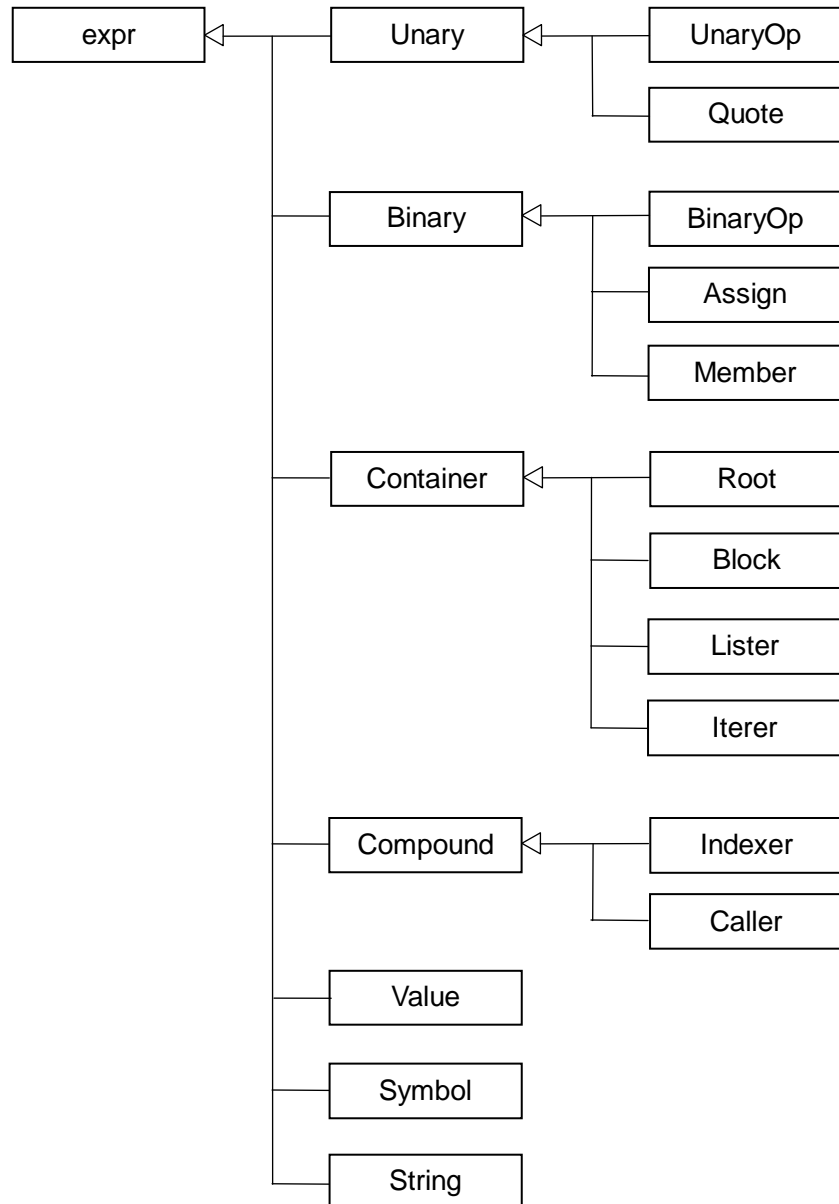 expr
Unary
UnaryOp
Quote
Binary
BinaryOp
Assign
Member
Container
Root
Block
Lister
Iterer
Compound
Indexer
Caller
Value
Symbol
String